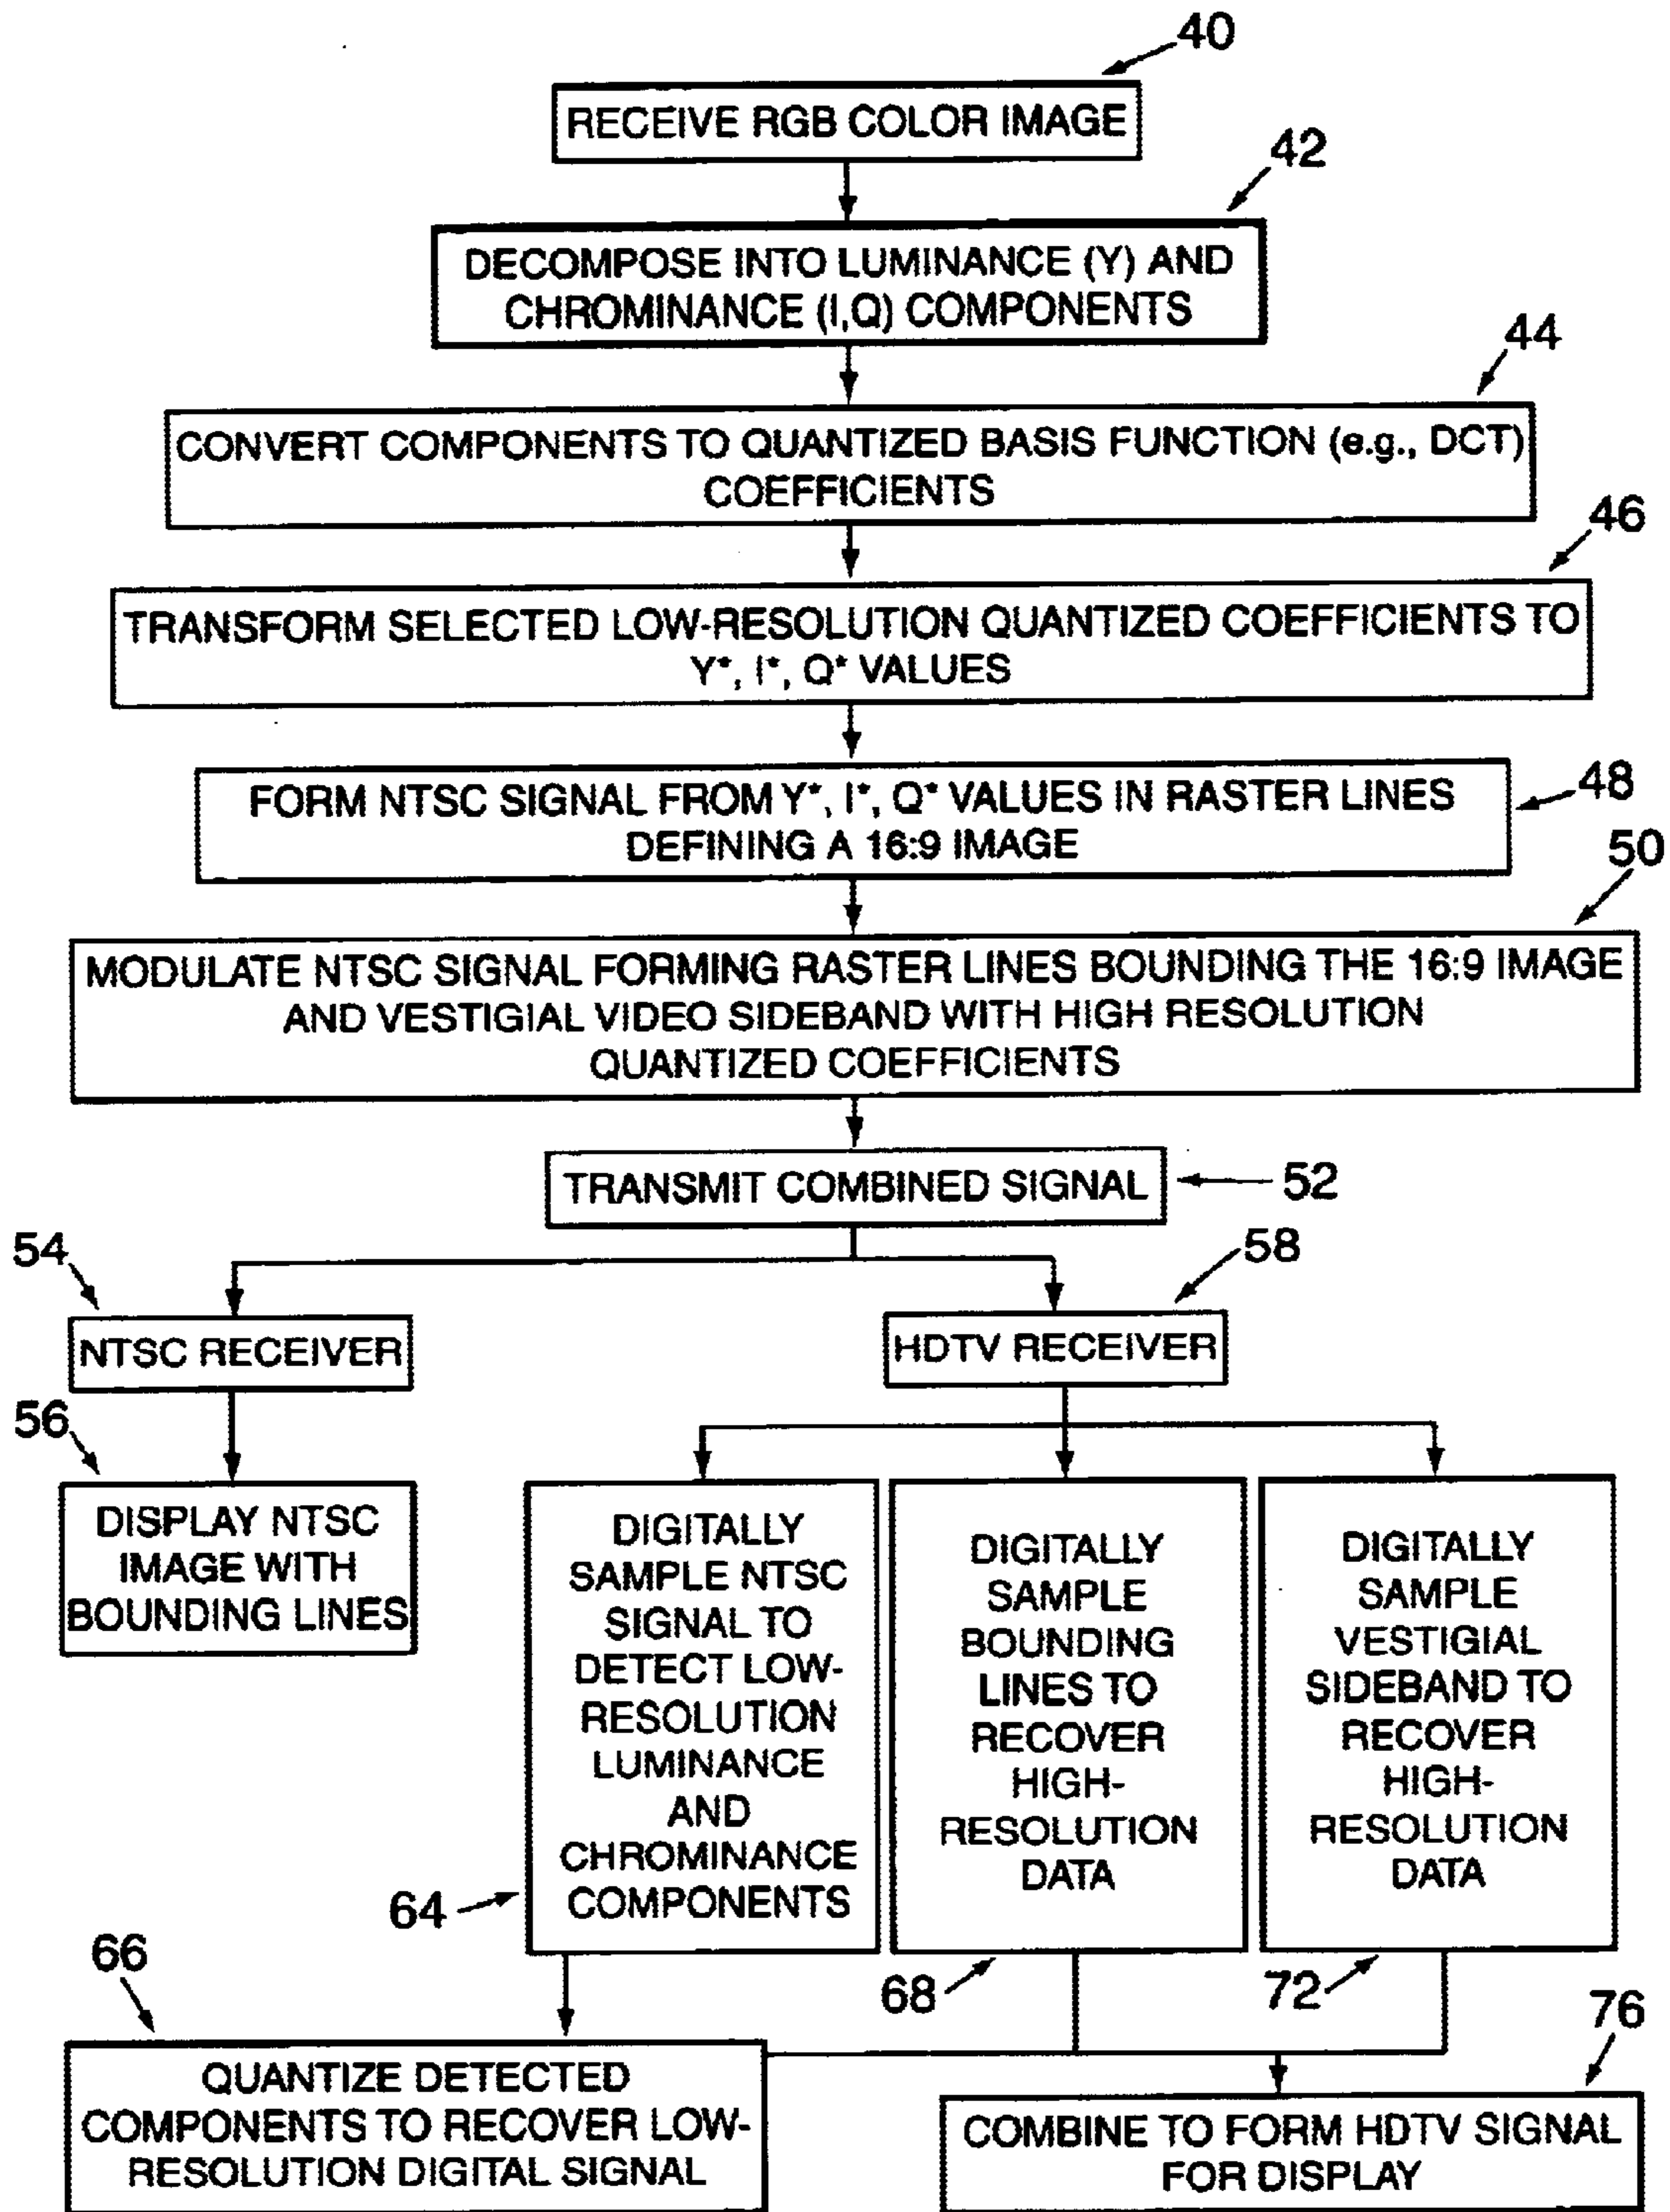 40
RECEIVE RGB COLOR IMAGE
42
DECOMPOSE INTO LUMINANCE (Y) AND
CHROMINANCE (I,Q) COMPONENTS
44
CONVERT COMPONENTS TO QUANTIZED BASIS FUNCTION (e.g., DCT)
COEFFICIENTS
46
TRANSFORM SELECTED LOW-RESOLUTION QUANTIZED COEFFICIENTS TO
Y*, I*, Q* VALUES
48
FORM NTSC SIGNAL FROM Y*, I*, Q* VALUES IN RASTER LINES
DEFINING A 16:9 IMAGE
50
MODULATE NTSC SIGNAL FORMING RASTER LINES BOUNDING THE 16:9 IMAGE
AND VESTIGIAL VIDEO SIDEBAND WITH HIGH RESOLUTION
QUANTIZED COEFFICIENTS
TRANSMIT COMBINED SIGNAL
52
54
NTSC RECEIVER
58
HDTV RECEIVER
56
DISPLAY NTSC
IMAGE WITH
BOUNDING LINES
DIGITALLY
SAMPLE NTSC
SIGNAL TO
DETECT LOW-
RESOLUTION
LUMINANCE
AND
CHROMINANCE
COMPONENTS
64
DIGITALLY
SAMPLE
BOUNDING
LINES TO
RECOVER
HIGH-
RESOLUTION
DATA
68
DIGITALLY
SAMPLE
VESTIGIAL
SIDEBAND TO
RECOVER
HIGH-
RESOLUTION
DATA
72
66
QUANTIZE DETECTED
COMPONENTS TO RECOVER LOW-
RESOLUTION DIGITAL SIGNAL
76
COMBINE TO FORM HDTV SIGNAL
FOR DISPLAY